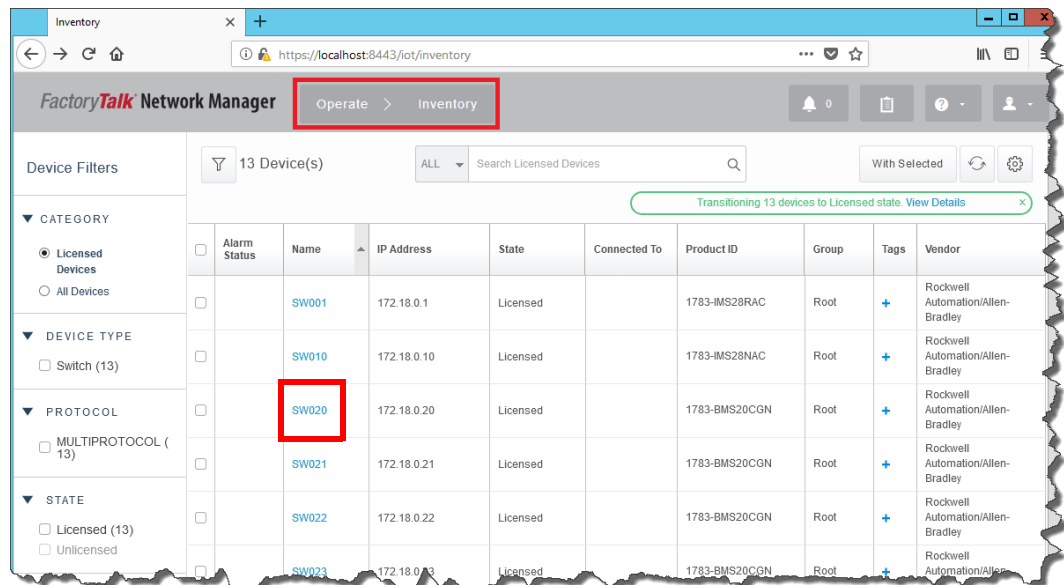 Inventory
https://localhost:8443/iot/inventory
FactoryTalk Network Manager
Operate > Inventory
0
Device Filters
13 Device(s)
ALL
Search Licensed Devices
With Selected
Transitioning 13 devices to Licensed state. View Details
CATEGORY
Licensed
Devices
All Devices
DEVICE TYPE
Switch (13)
PROTOCOL
MULTIPROTOCOL (
13)
STATE
Licensed (13)
Unlicensed
Alarm Status Name IP Address State Connected To Product ID Group Tags Vendor
SW001 172.18.0.1 Licensed 1783-IMS28RAC Root + Rockwell Automation/Allen-Bradley
SW010 172.18.0.10 Licensed 1783-IMS28NAC Root + Rockwell Automation/Allen-Bradley
SW020 172.18.0.20 Licensed 1783-BMS20CGN Root + Rockwell Automation/Allen-Bradley
SW021 172.18.0.21 Licensed 1783-BMS20CGN Root + Rockwell Automation/Allen-Bradley
SW022 172.18.0.22 Licensed 1783-BMS20CGN Root + Rockwell Automation/Allen-Bradley
SW023 Licensed 1783-BMS20CGN Root + Rockwell